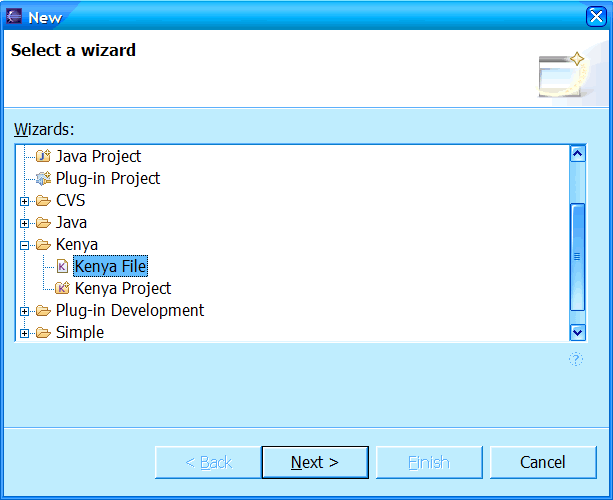 New
Select a wizard
Wizards:
Java Project
Plug-in Project
CVS
Java
Kenya
Kenya File
Kenya Project
Plug-in Development
Simple
?
< Back Next > Finish Cancel